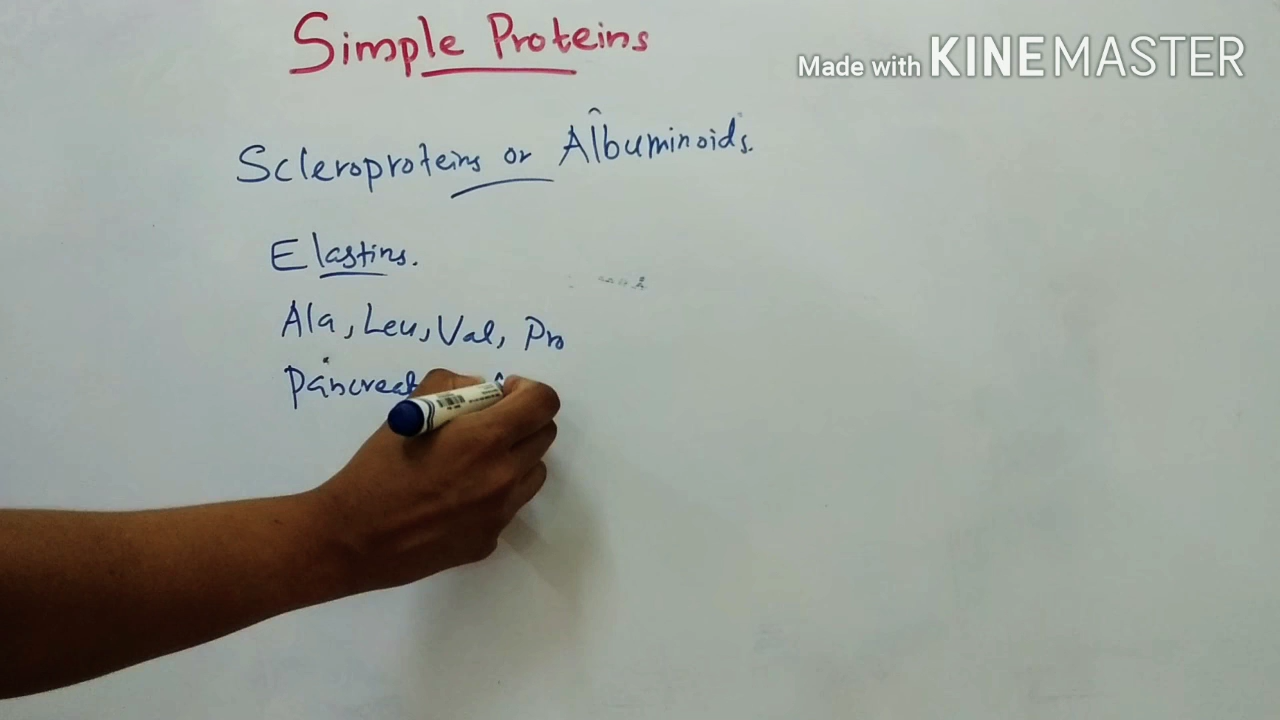 Simple Proteins
Made with KINEMASTER
Scleroproteins or Albuminoids.
Elastins.
Ala, Leu, Val, Pro